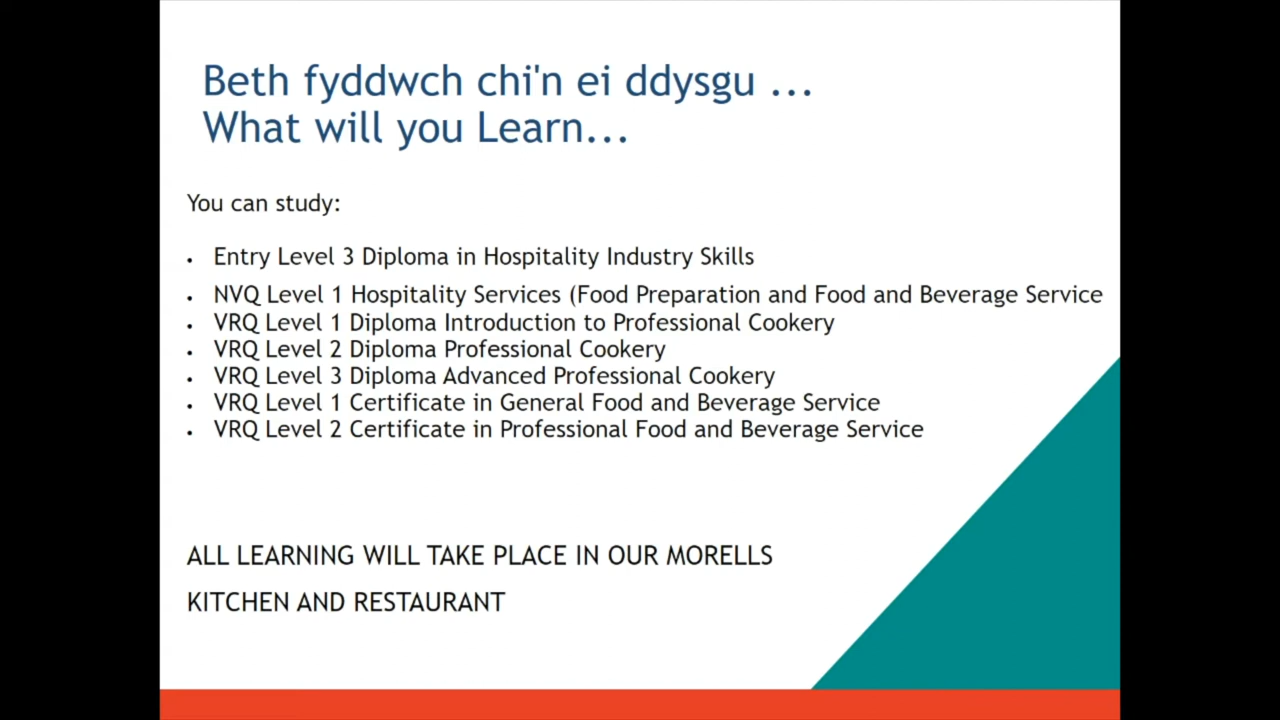 Beth fyddwch chi'n ei ddysgu ...
What will you Learn...
You can study:
• Entry Level 3 Diploma in Hospitality Industry Skills
• NVQ Level 1 Hospitality Services (Food Preparation and Food and Beverage Service
• VRQ Level 1 Diploma Introduction to Professional Cookery
• VRQ Level 2 Diploma Professional Cookery
• VRQ Level 3 Diploma Advanced Professional Cookery
• VRQ Level 1 Certificate in General Food and Beverage Service
• VRQ Level 2 Certificate in Professional Food and Beverage Service
ALL LEARNING WILL TAKE PLACE IN OUR MORELLS
KITCHEN AND RESTAURANT